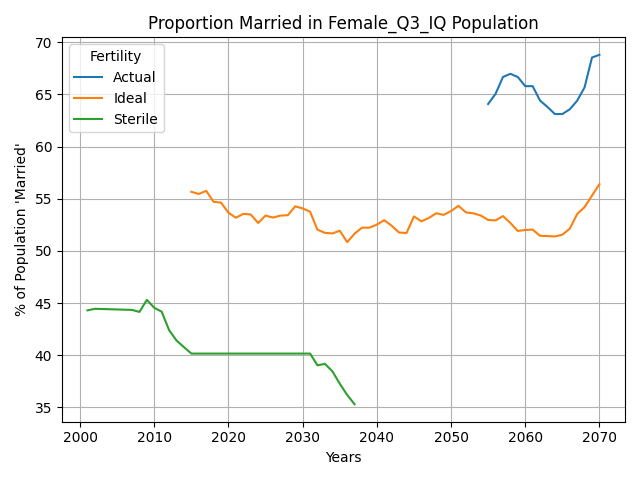 Proportion Married in Female_Q3_IQ Population
Fertility
Actual
Ideal
Sterile
% of Population 'Married'
70
65
60
55
50
45
40
35
2000 2010 2020 2030 2040 2050 2060 2070
Years